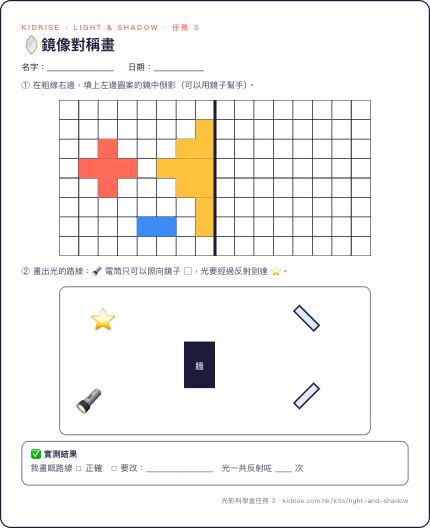 KIDRISE · LIGHT & SHADOW · 任務 3
鏡像對稱畫
名字：________________ 日期：____________
① 在粗線右邊，填上左邊圖案的鏡中倒影（可以用鏡子幫手）。
② 畫出光的路線：🔦 電筒只可以照向鏡子 □，光要經過反射到達 ⭐。
牆
✅ 實測結果
我畫嘅路線 □ 正確 □ 要改：________________ 光一共反射咗 ____ 次
光影科學室任務 3 · kidrise.com.hk/kits/light-and-shadow